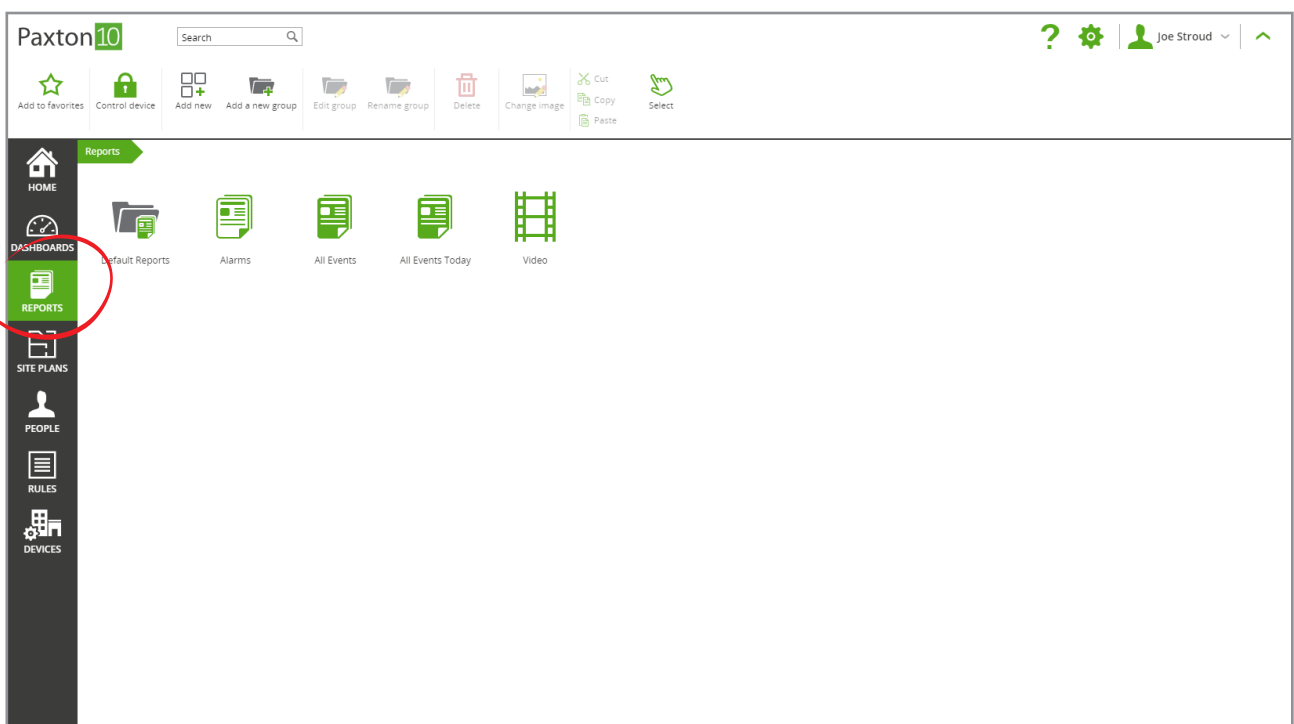 Paxton 10
Search
Joe Stroud
Add to favorites
Control device
Add new
Add a new group
Edit group
Rename group
Delete
Change image
Cut
Copy
Paste
Select
HOME
DASHBOARDS
REPORTS
SITE PLANS
PEOPLE
RULES
DEVICES
Reports
Default Reports
Alarms
All Events
All Events Today
Video